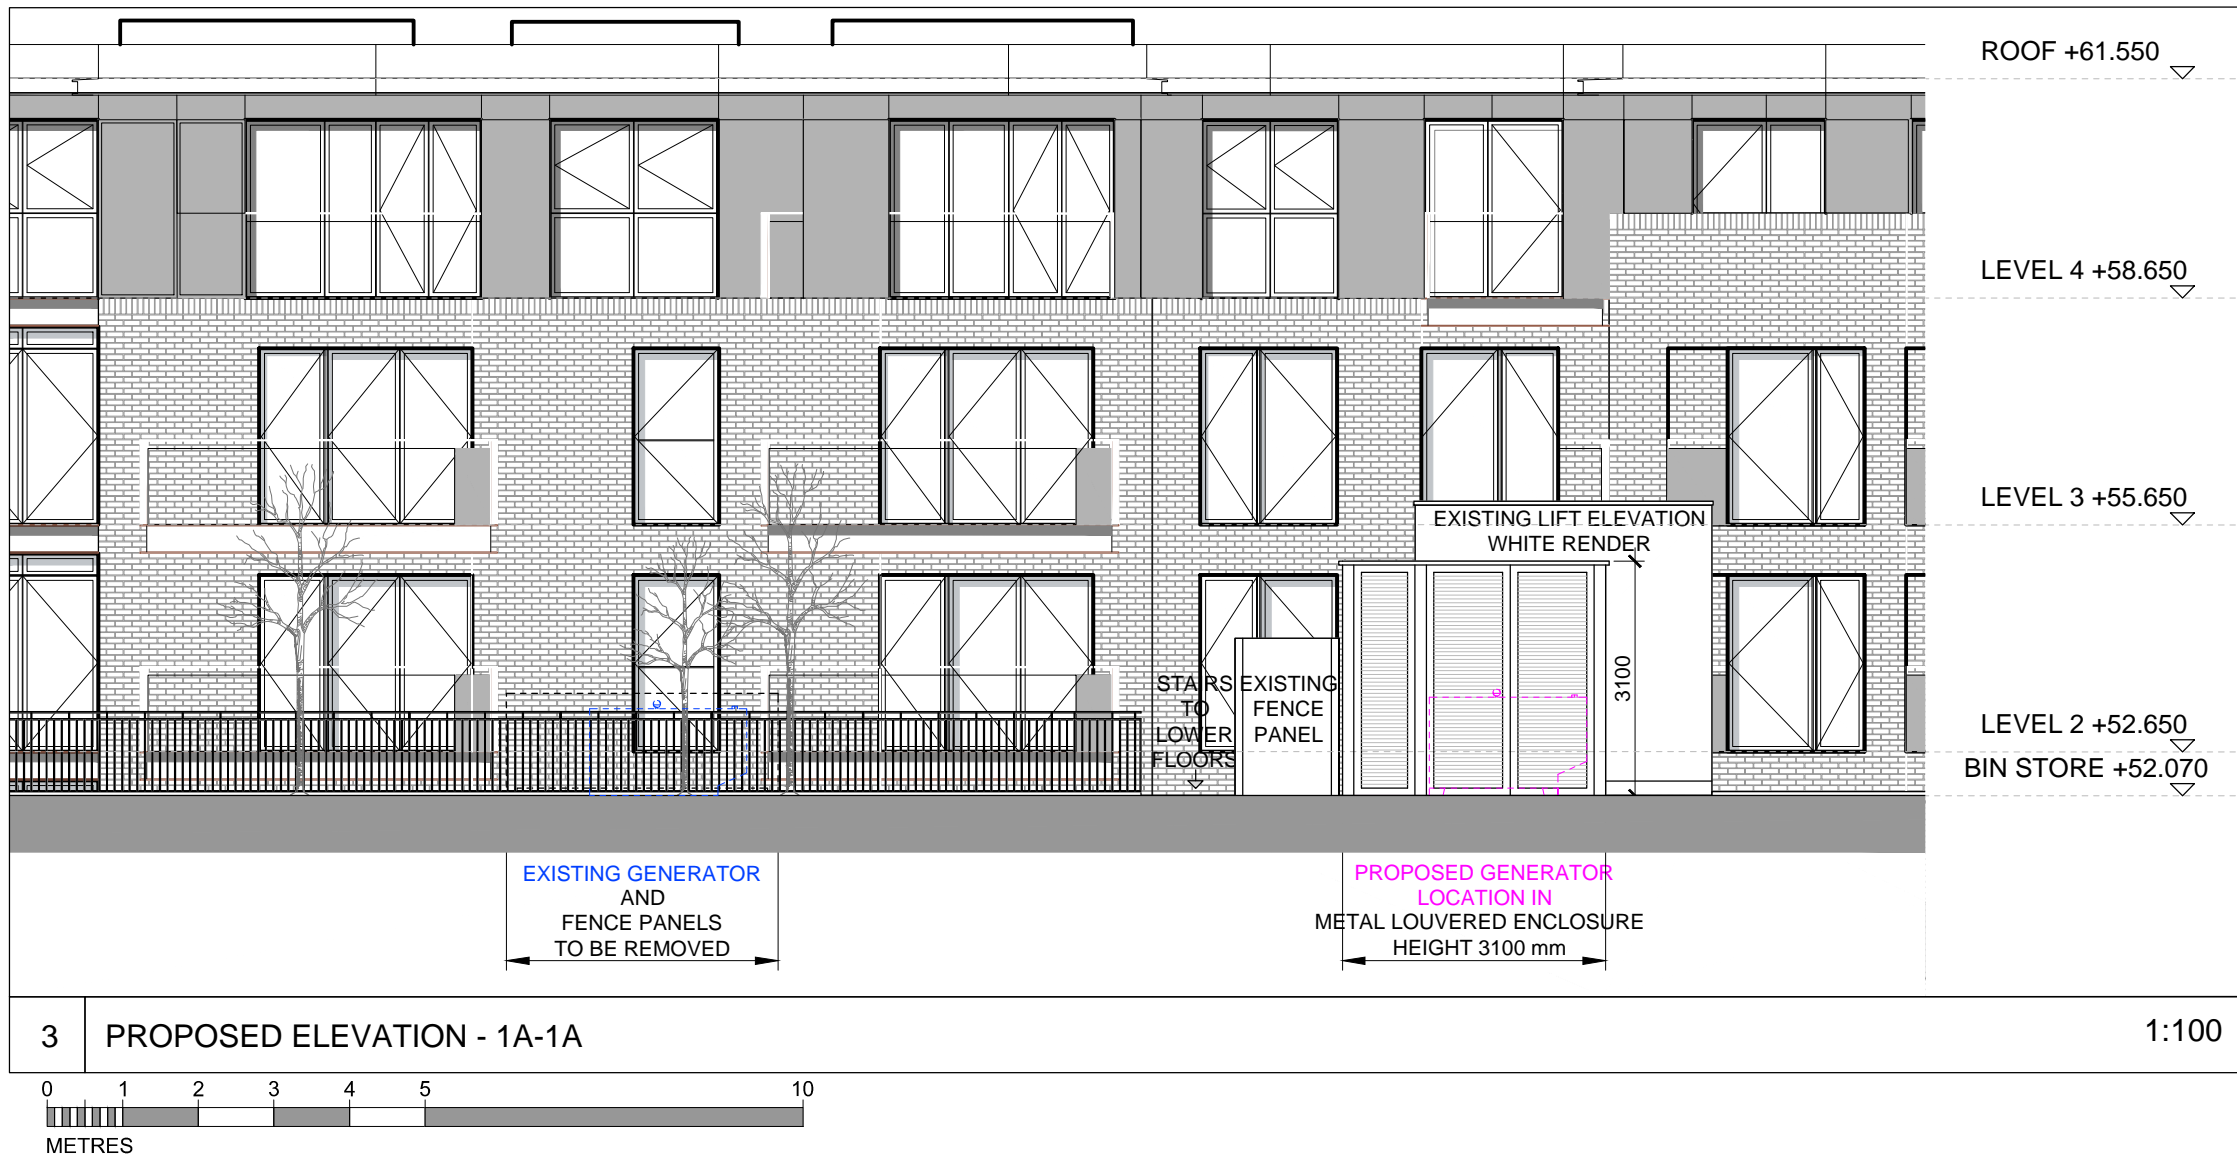 ROOF +61.550
LEVEL 4 +58.650
LEVEL 3 +55.650
EXISTING LIFT ELEVATION
WHITE RENDER
3100
STAIRS
TO
LOWER
FLOORS
EXISTING
FENCE
PANEL
LEVEL 2 +52.650
BIN STORE +52.070
EXISTING GENERATOR
AND
FENCE PANELS
TO BE REMOVED
PROPOSED GENERATOR
LOCATION IN
METAL LOUVERED ENCLOSURE
HEIGHT 3100 mm
3 PROPOSED ELEVATION - 1A-1A 1:100
0 1 2 3 4 5 10
METRES